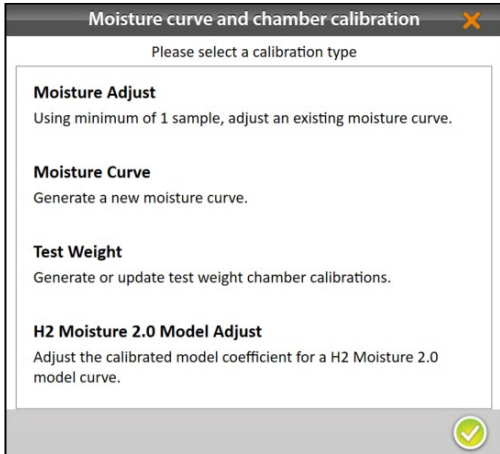 Moisture curve and chamber calibration
Please select a calibration type
Moisture Adjust
Using minimum of 1 sample, adjust an existing moisture curve.
Moisture Curve
Generate a new moisture curve.
Test Weight
Generate or update test weight chamber calibrations.
H2 Moisture 2.0 Model Adjust
Adjust the calibrated model coefficient for a H2 Moisture 2.0
model curve.